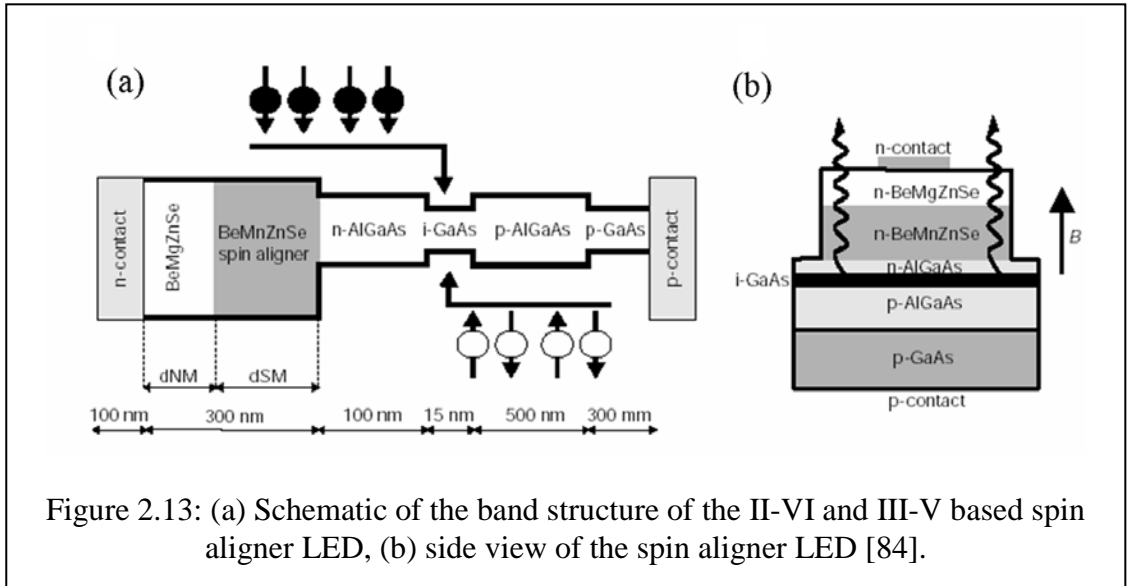 (a)
(b)
n-contact
BeMgZnSe
BeMnZnSe
spin aligner
n-AlGaAs
i-GaAs
p-AlGaAs
p-GaAs
p-contact
dNM
dSM
100 nm
300 nm
100 nm
15 nm
500 nm
300 mm
n-contact
n-BeMgZnSe
n-BeMnZnSe
B
n-AlGaAs
i-GaAs
p-AlGaAs
p-GaAs
p-contact
Figure 2.13: (a) Schematic of the band structure of the II-VI and III-V based spin
aligner LED, (b) side view of the spin aligner LED [84].